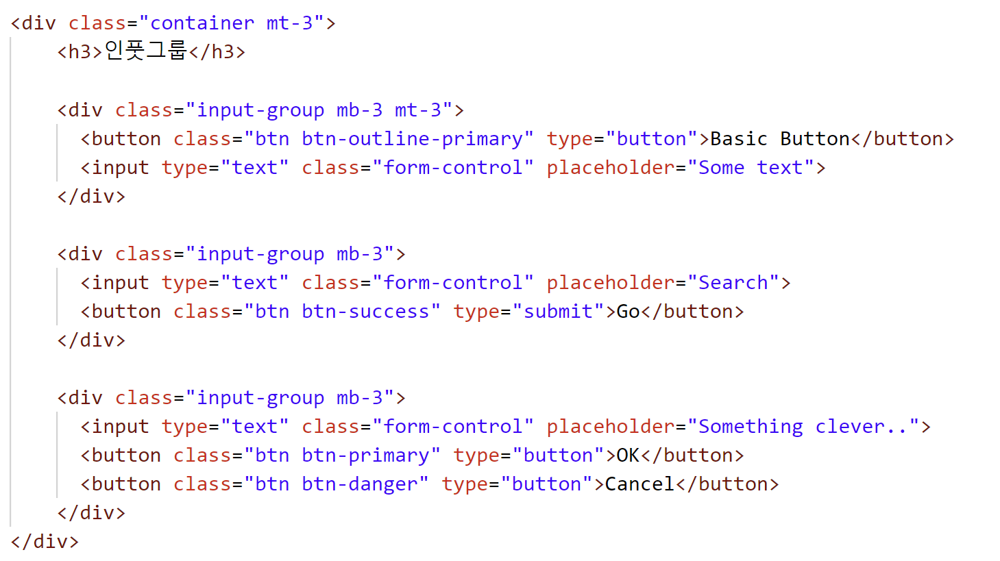 <div class="container mt-3">
    <h3>인풋그룹</h3>

    <div class="input-group mb-3 mt-3">
      <button class="btn btn-outline-primary" type="button">Basic Button</button>
      <input type="text" class="form-control" placeholder="Some text">
    </div>

    <div class="input-group mb-3">
      <input type="text" class="form-control" placeholder="Search">
      <button class="btn btn-success" type="submit">Go</button>
    </div>

    <div class="input-group mb-3">
      <input type="text" class="form-control" placeholder="Something clever..">
      <button class="btn btn-primary" type="button">OK</button>
      <button class="btn btn-danger" type="button">Cancel</button>
    </div>
</div>